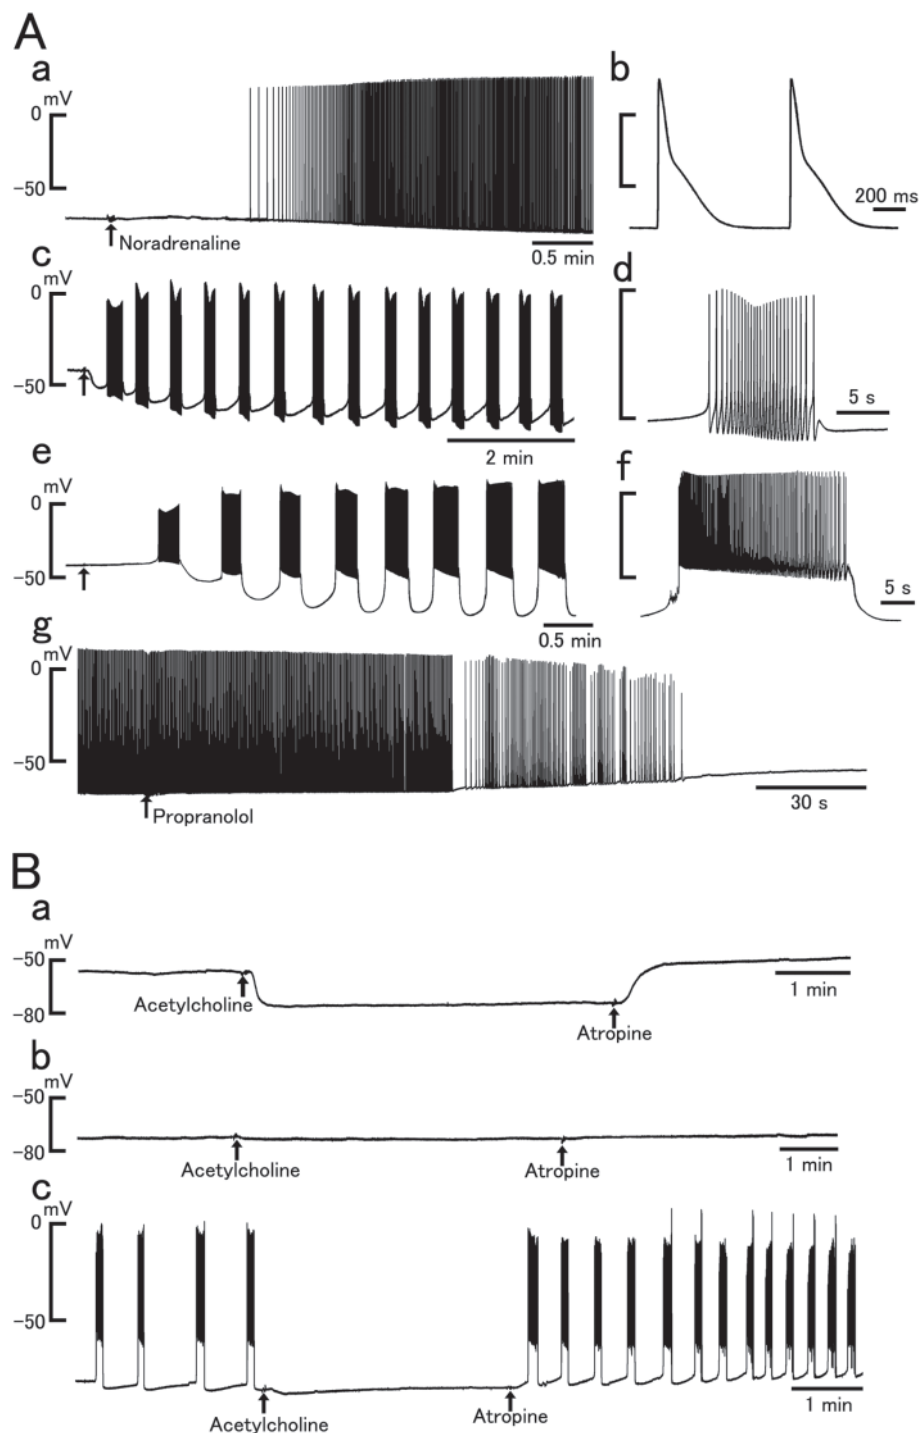 A
a
b
mV
0
−50
Noradrenaline
0.5 min
200 ms
c
d
mV
0
−50
2 min
5 s
e
f
mV
0
−50
0.5 min
5 s
g
mV
0
−50
Propranolol
30 s
B
a
mV
−50
−80
Acetylcholine
Atropine
1 min
b
mV
−50
−80
Acetylcholine
Atropine
1 min
c
mV
0
−50
Acetylcholine
Atropine
1 min